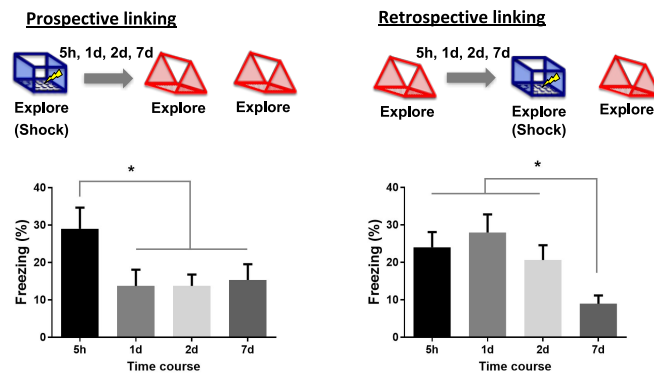 Prospective linking
5h, 1d, 2d, 7d
Explore
(Shock)
Explore
Explore
*
40
30
20
10
0
Freezing (%)
5h
1d
2d
7d
Time course
Retrospective linking
5h, 1d, 2d, 7d
Explore
Explore
(Shock)
Explore
*
40
30
20
10
0
Freezing (%)
5h
1d
2d
7d
Time course